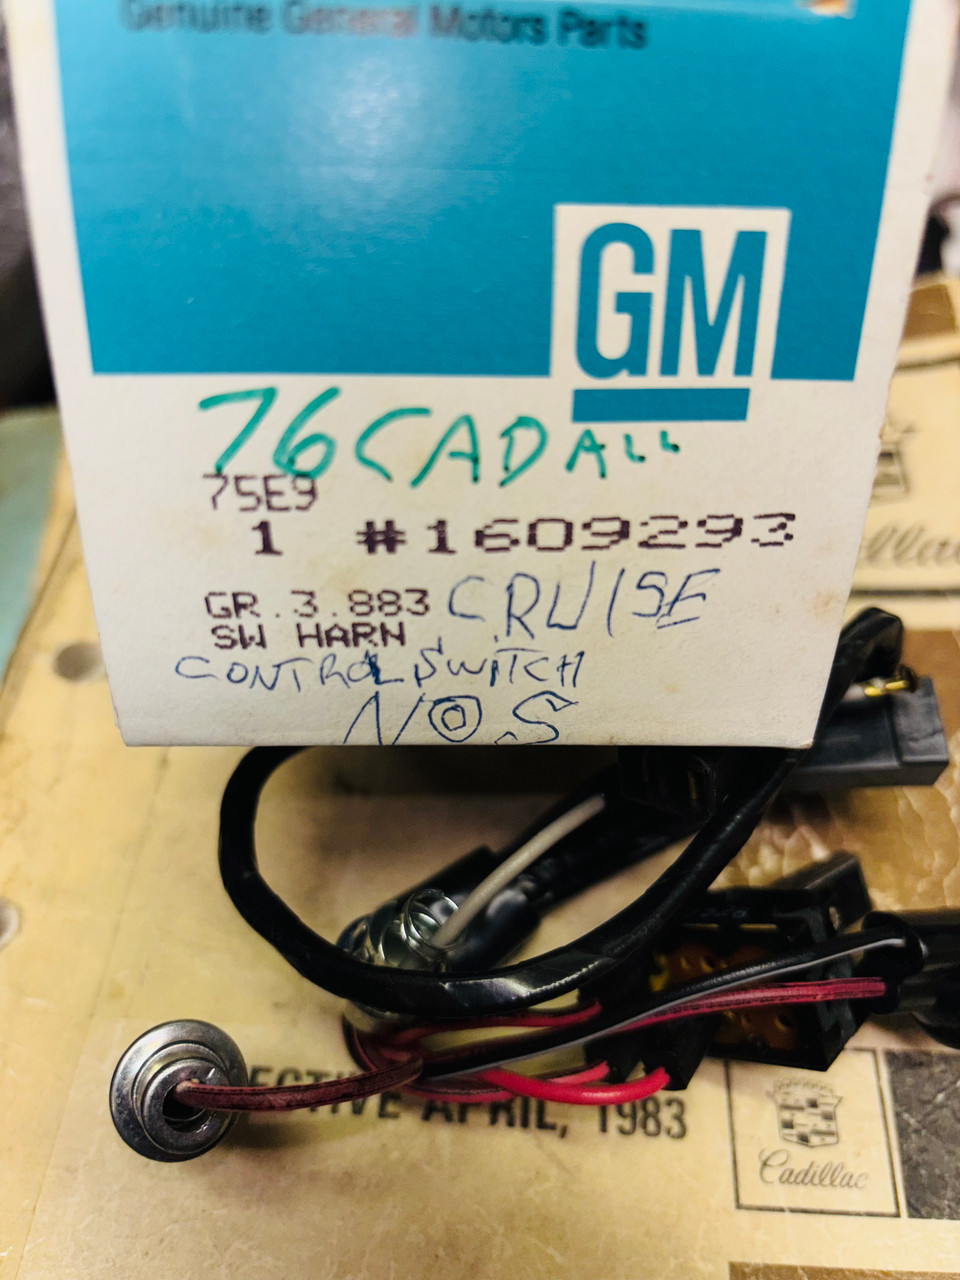 Genuine General Motors Parts
GM
76 CAD ALL
75E9
1 #1609293
GR.3.883 CRUISE
SW HARN
CONTROL SWITCH
NOS
ECTIVE APRIL, 1983
Cadillac